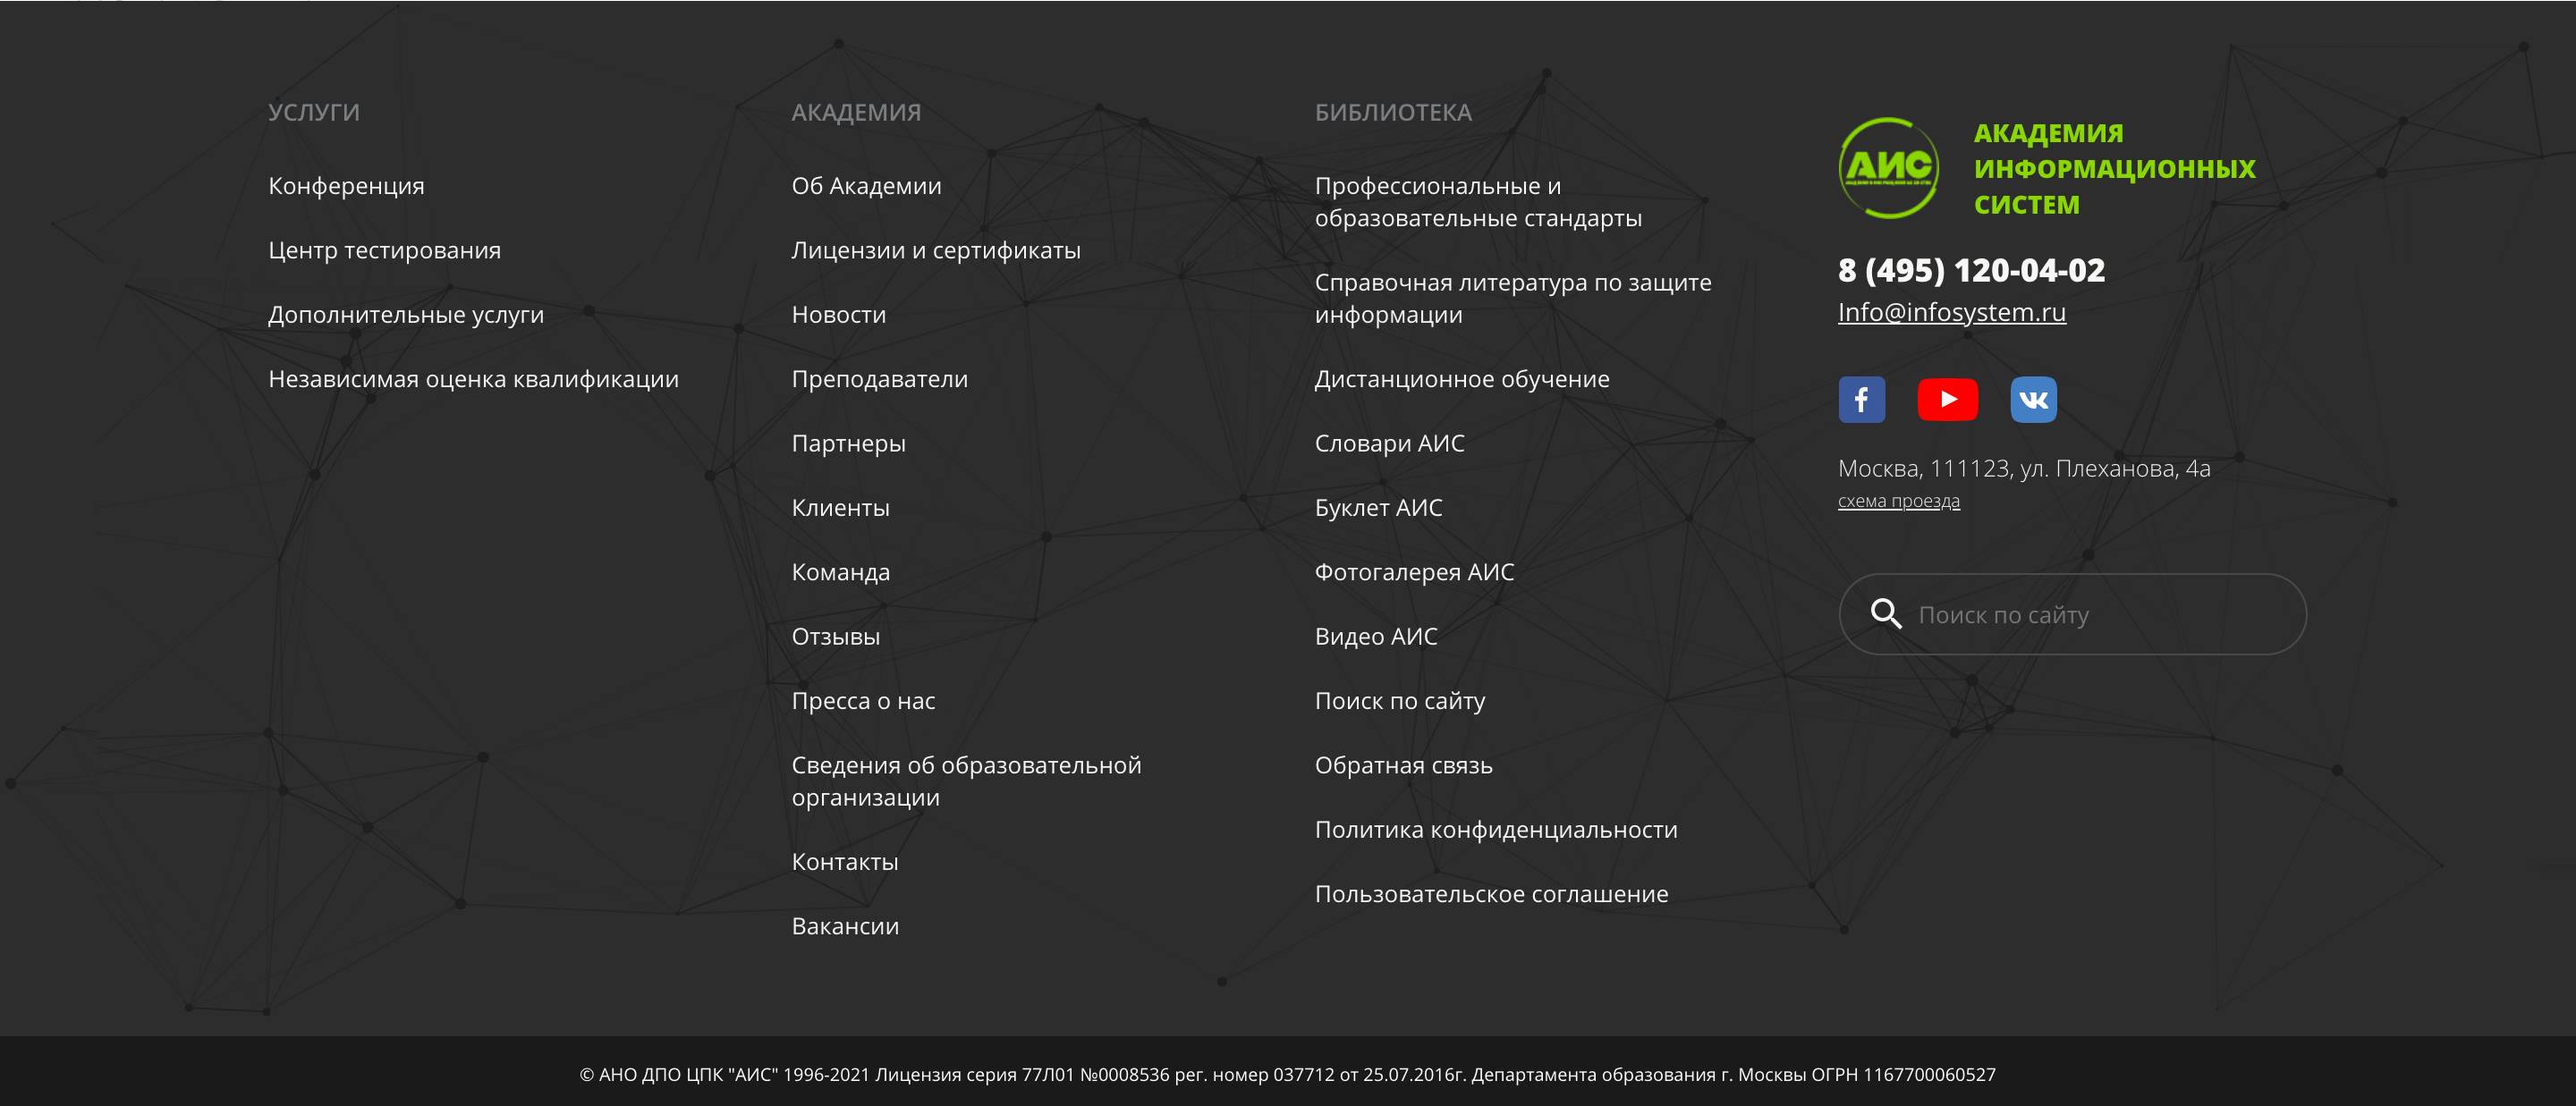 УСЛУГИ
Конференция
Центр тестирования
Дополнительные услуги
Независимая оценка квалификации
АКАДЕМИЯ
Об Академии
Лицензии и сертификаты
Новости
Преподаватели
Партнеры
Клиенты
Команда
Отзывы
Пресса о нас
Сведения об образовательной
организации
Контакты
Вакансии
БИБЛИОТЕКА
Профессиональные и
образовательные стандарты
Справочная литература по защите
информации
Дистанционное обучение
Словари АИС
Буклет АИС
Фотогалерея АИС
Видео АИС
Поиск по сайту
Обратная связь
Политика конфиденциальности
Пользовательское соглашение
АИС
АКАДЕМИЯ
ИНФОРМАЦИОННЫХ
СИСТЕМ
8 (495) 120-04-02
Info@infosystem.ru
Москва, 111123, ул. Плеханова, 4а
схема проезда
Поиск по сайту
© АНО ДПО ЦПК "АИС" 1996-2021 Лицензия серия 77Л01 №0008536 рег. номер 037712 от 25.07.2016г. Департамента образования г. Москвы ОГРН 1167700060527